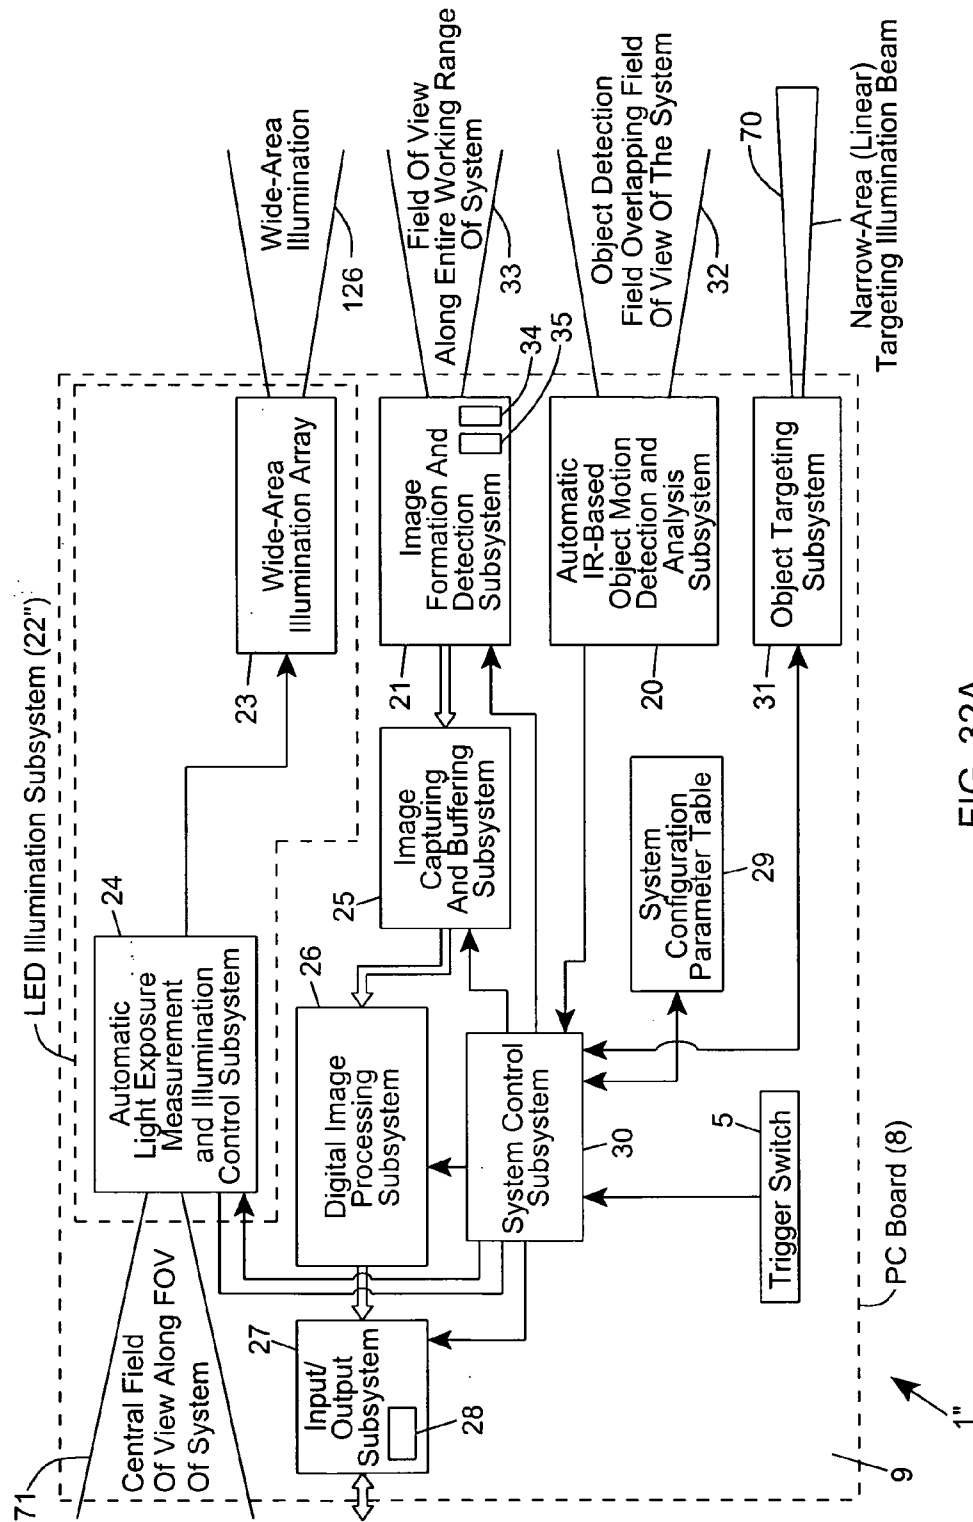 LED Illumination Subsystem (22")
71
Central Field
Of View Along FOV
Of System
24
Automatic
Light Exposure
Measurement
and Illumination
Control Subsystem
23
Wide-Area
Illumination Array
Wide-Area
Illumination
126
27
Input/
Output
Subsystem
28
26
Digital Image
Processing
Subsystem
25
Image
Capturing
And Buffering
Subsystem
21
Image
Formation And
Detection
Subsystem
34
35
Field Of View
Along Entire Working Range
Of System
33
System Control
Subsystem
30
20
Automatic
IR-Based
Object Motion
Detection and
Analysis
Subsystem
Object Detection
Field Overlapping Field
Of View Of The System
32
System
Configuration
Parameter Table
29
5
Trigger Switch
31
Object Targeting
Subsystem
70
Narrow-Area (Linear)
Targeting Illumination Beam
PC Board (8)
9
1"